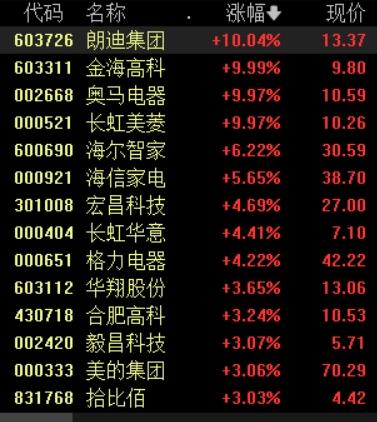 代码 名称 . 涨幅 现价
603726 朗迪集团 +10.04% 13.37
603311 金海高科 +9.99% 9.80
002668 奥马电器 +9.97% 10.59
000521 长虹美菱 +9.97% 10.26
600690 海尔智家 +6.22% 30.59
000921 海信家电 +5.65% 38.70
301008 宏昌科技 +4.69% 27.00
000404 长虹华意 +4.41% 7.10
000651 格力电器 +4.22% 42.22
603112 华翔股份 +3.65% 13.06
430718 合肥高科 +3.24% 10.53
002420 毅昌科技 +3.07% 5.71
000333 美的集团 +3.06% 70.29
831768 拾比佰 +3.03% 4.42